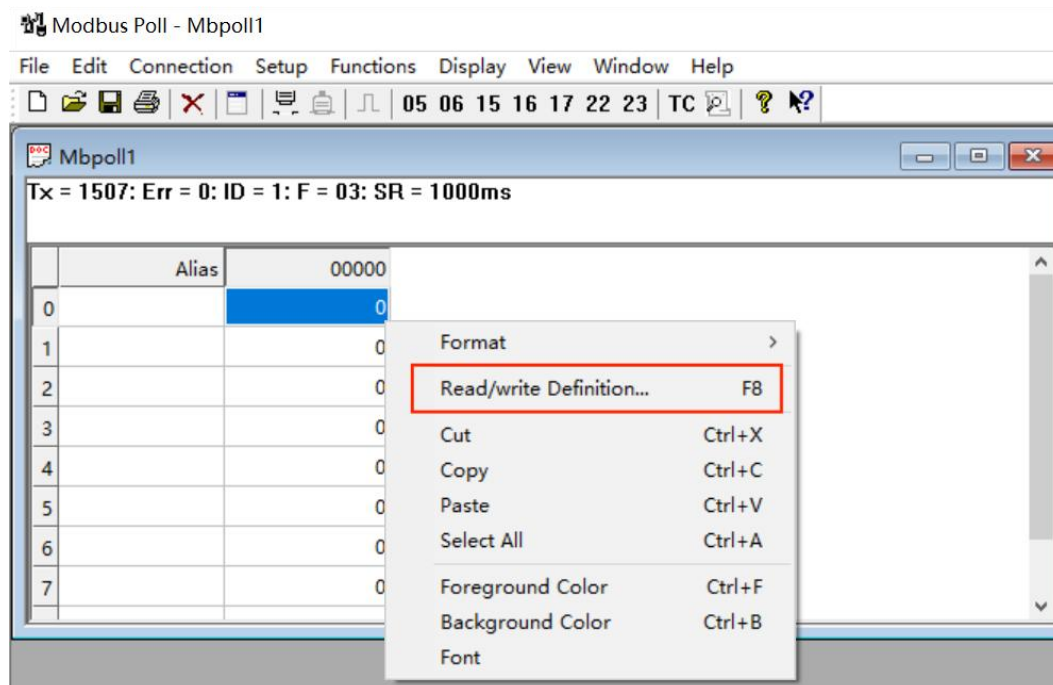 Modbus Poll - Mbpoll1
File Edit Connection Setup Functions Display View Window Help
05 06 15 16 17 22 23 TC
Mbpoll1
Tx = 1507: Err = 0: ID = 1: F = 03: SR = 1000ms
Alias 00000
0 0
1 0
2 0
3 0
4 0
5 0
6 0
7 0
Format
Read/write Definition... F8
Cut Ctrl+X
Copy Ctrl+C
Paste Ctrl+V
Select All Ctrl+A
Foreground Color Ctrl+F
Background Color Ctrl+B
Font